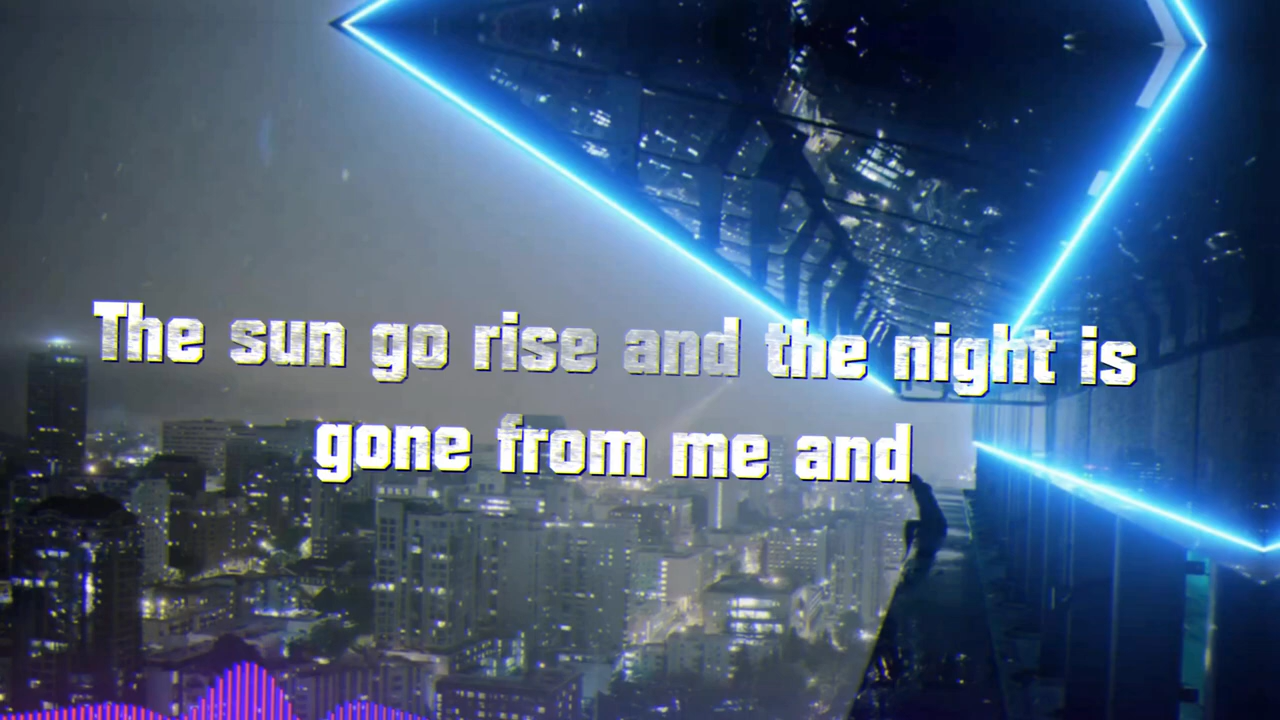 The sun go rise and the night is
gone from me and